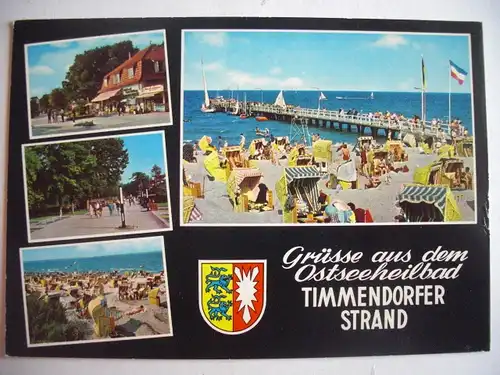 Grüsse aus dem
Ostseeheilbad
TIMMENDORFER
STRAND